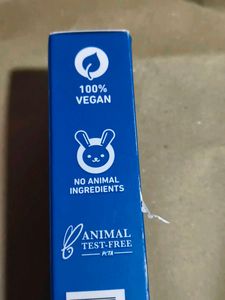 100%
VEGAN
NO ANIMAL
INGREDIENTS
ANIMAL
TEST-FREE
PETA